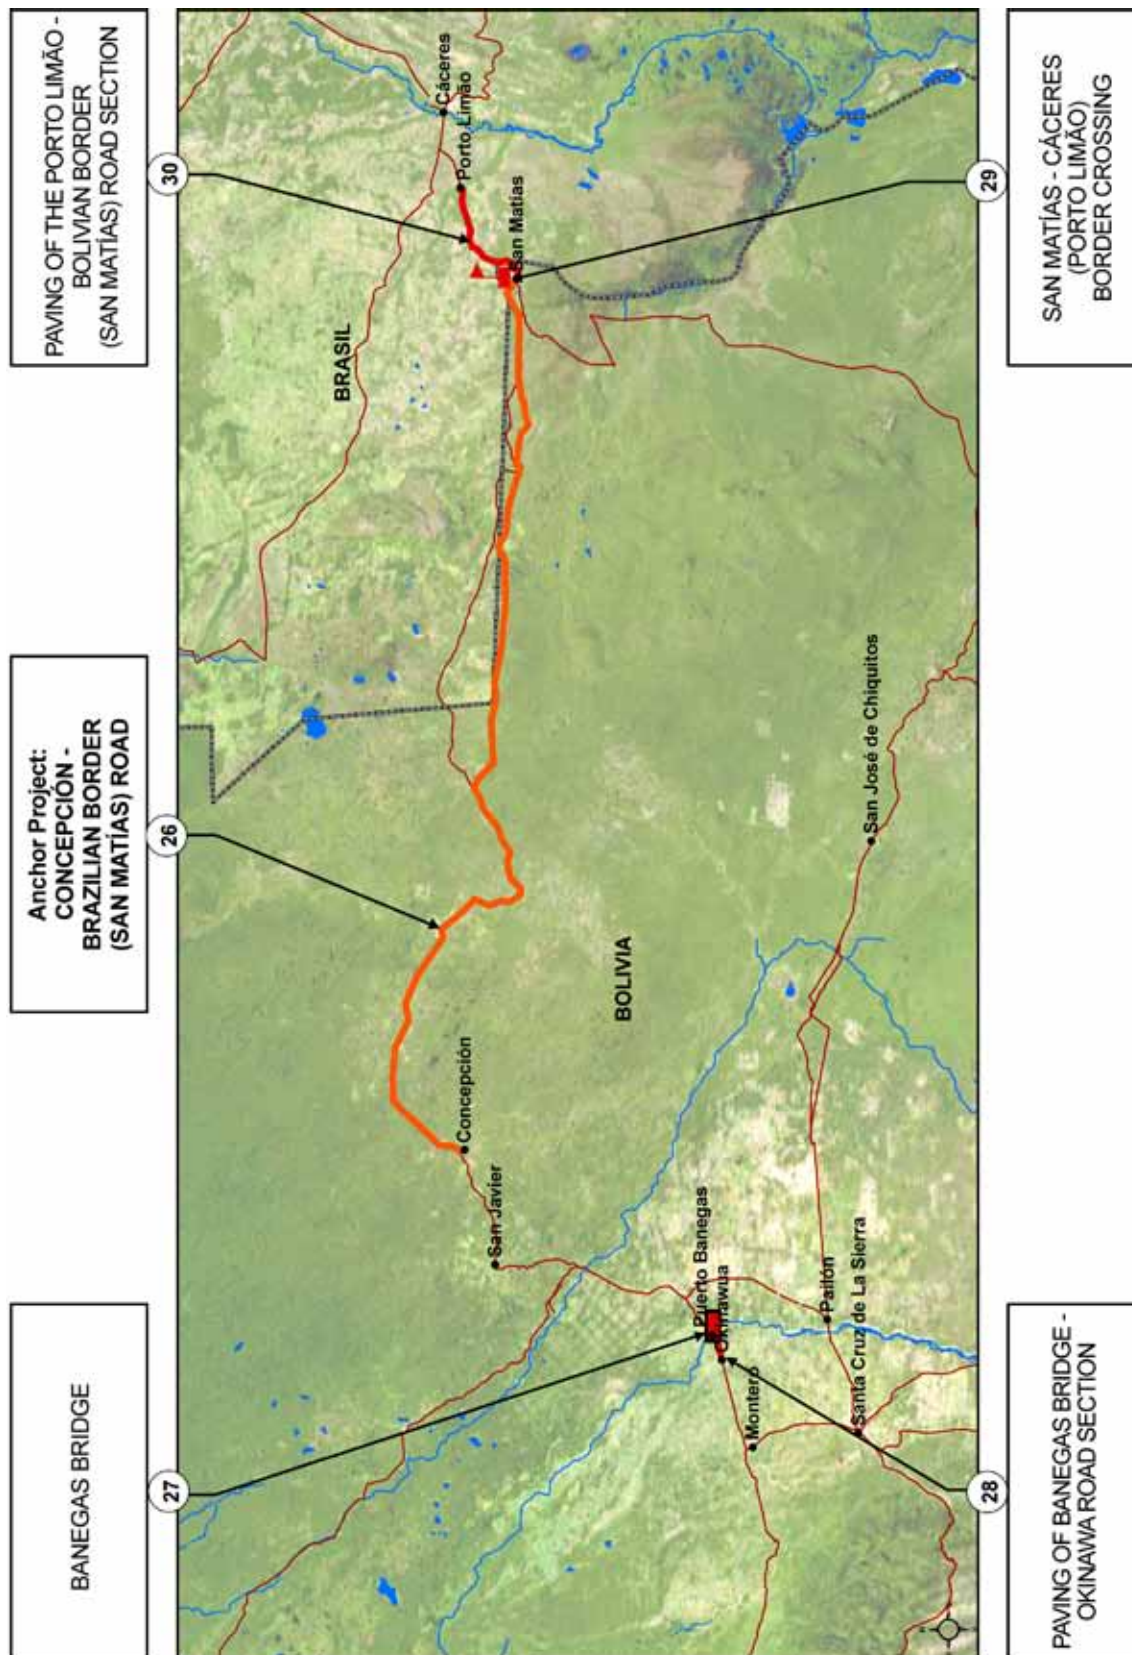 BANEGAS BRIDGE
Anchor Project:
CONCEPCIÓN -
BRAZILIAN BORDER
(SAN MATÍAS) ROAD
PAVING OF THE PORTO LIMÃO -
BOLIVIAN BORDER
(SAN MATÍAS) ROAD SECTION
27
26
30
BRASIL
Cáceres
Porto Limão
San Matías
Concepción
San Javier
BOLIVIA
Puerto Banegas
Okinawua
Montero
Pailón
Santa Cruz de La Sierra
San José de Chiquitos
28
29
PAVING OF BANEGAS BRIDGE -
OKINAWA ROAD SECTION
SAN MATÍAS - CÁCERES
(PORTO LIMÃO)
BORDER CROSSING